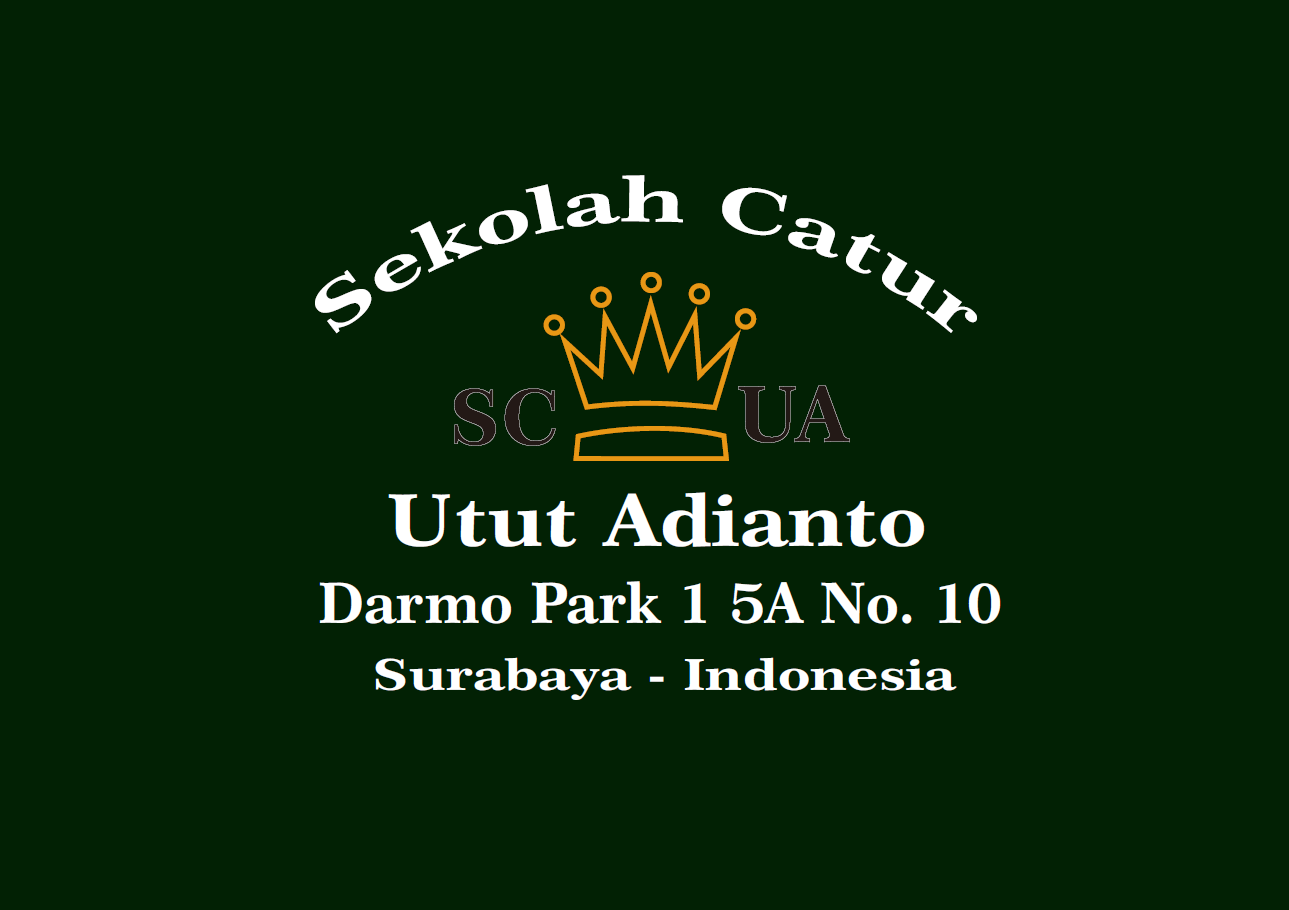 Sekolah Catur
SC UA
Utut Adianto
Darmo Park 1 5A No. 10
Surabaya - Indonesia